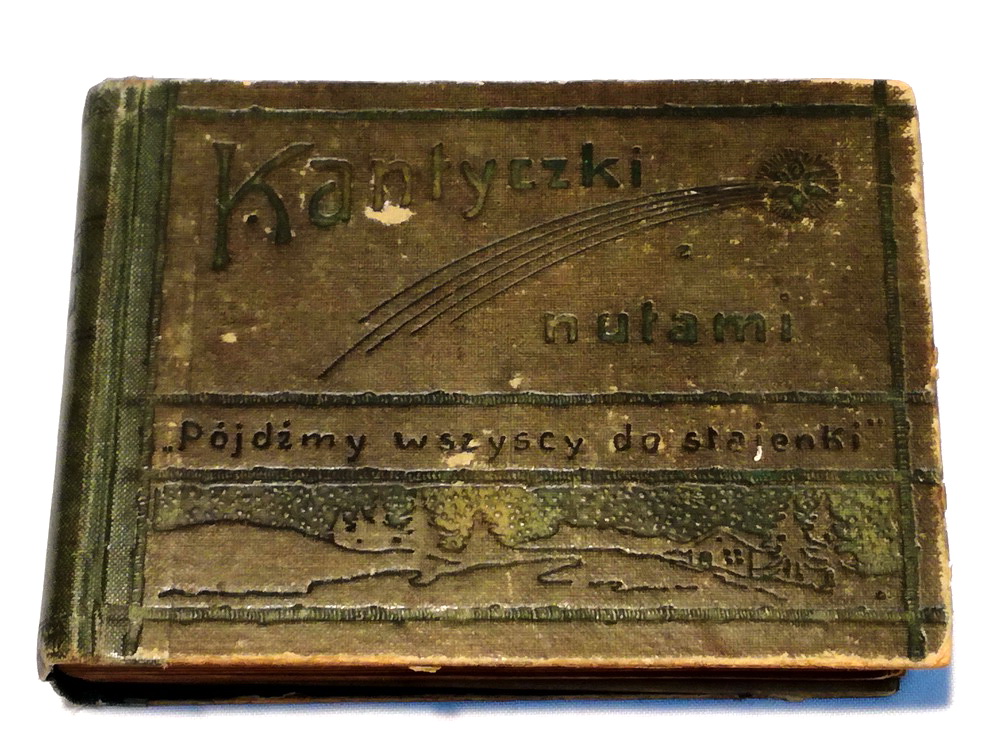 Kantyczki
nutami
„Pójdźmy wszyscy do stajenki"